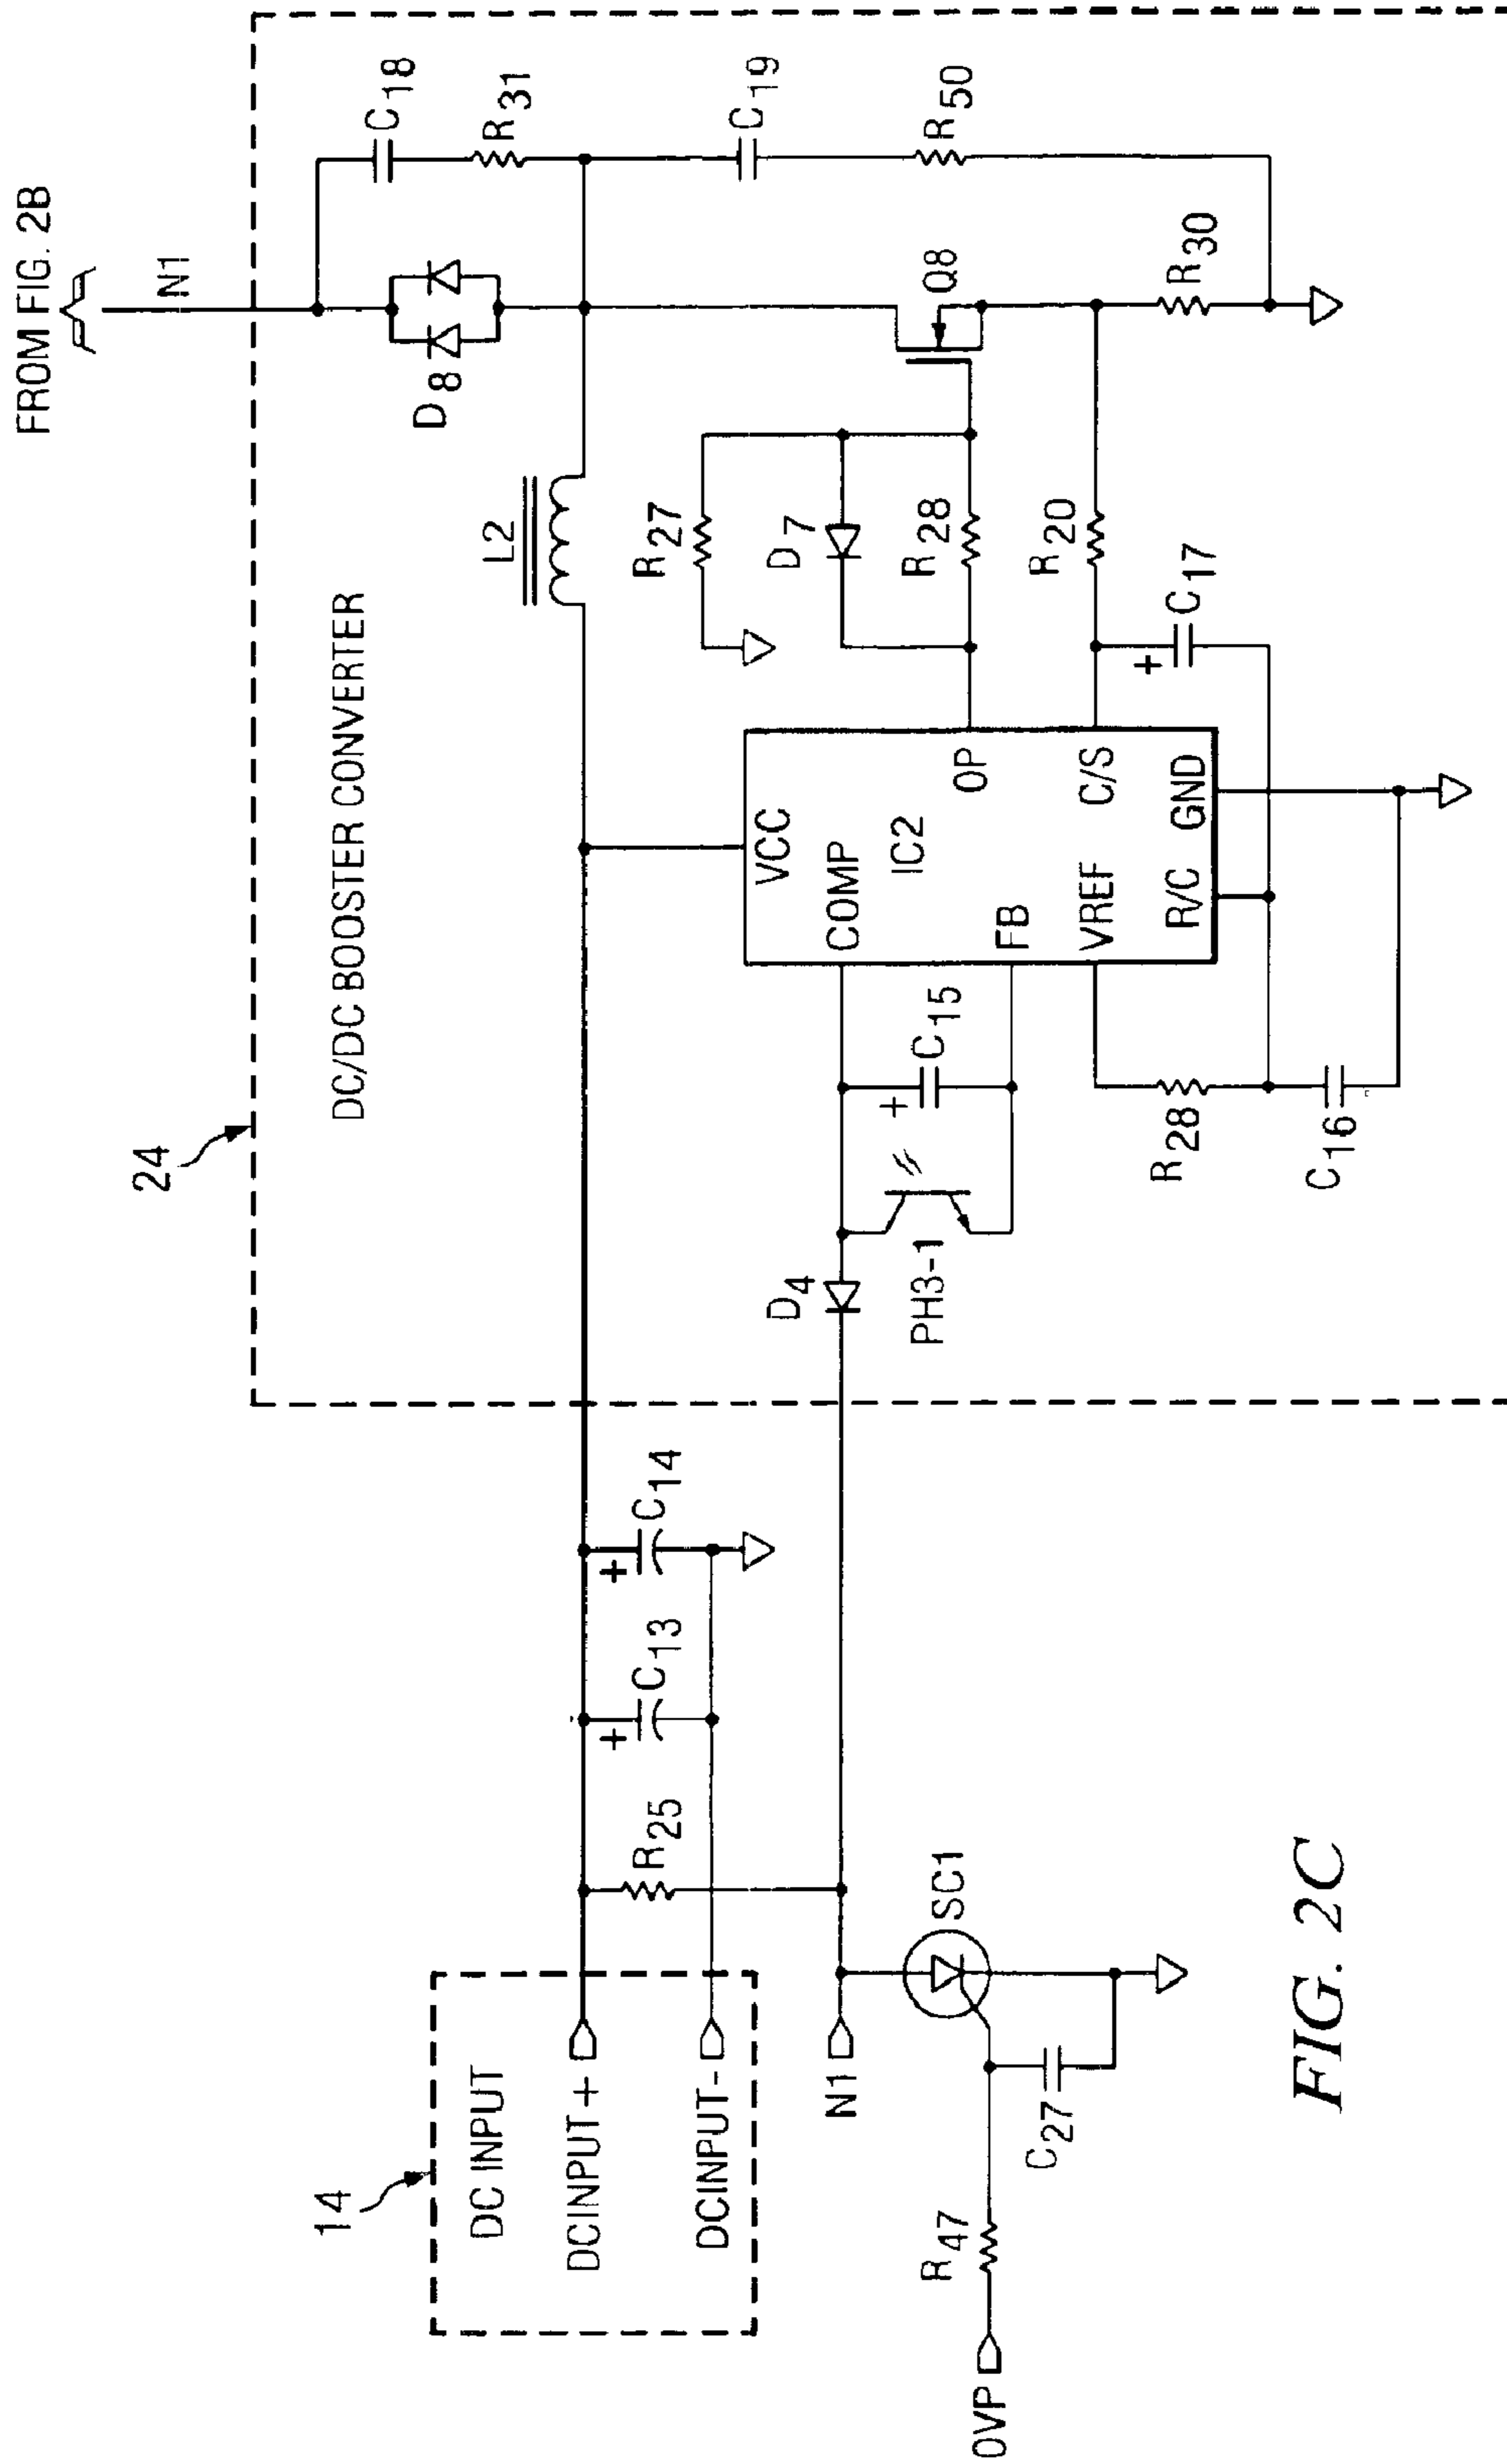 FROM FIG. 2B
N1
24
DC/DC BOOSTER CONVERTER
C18
R31
D8
L2
C19
R50
R27
D7
R28
Q8
R20
R30
C17
VCC
COMP
IC2
OP
FB
C/S
VREF
R/C
GND
+
C15
+
R28
C16
D4
PH3-1
14
DC INPUT
DCINPUT+
DCINPUT-
R25
C13
+
C14
+
N1
SC1
C27
R47
OVP
FIG. 2C